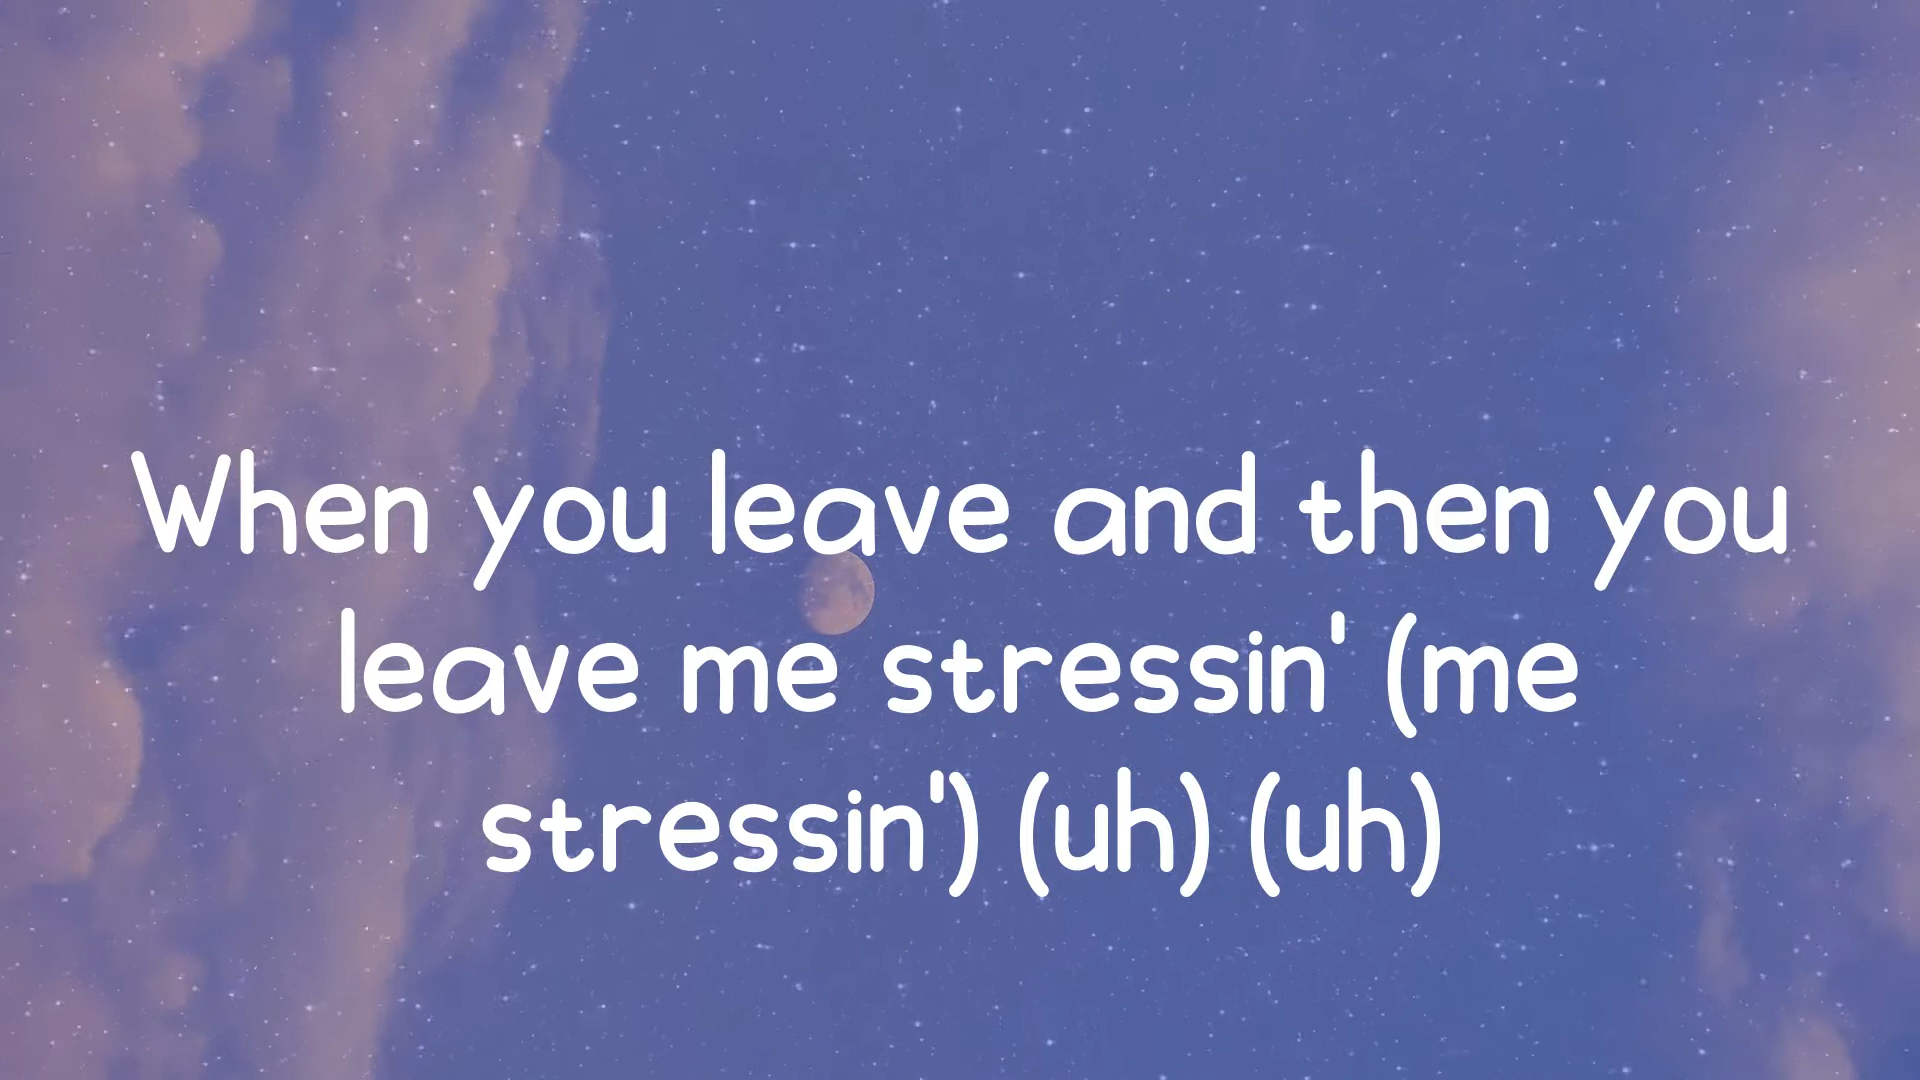 When you leave and then you
leave me stressin' (me
stressin') (uh) (uh)